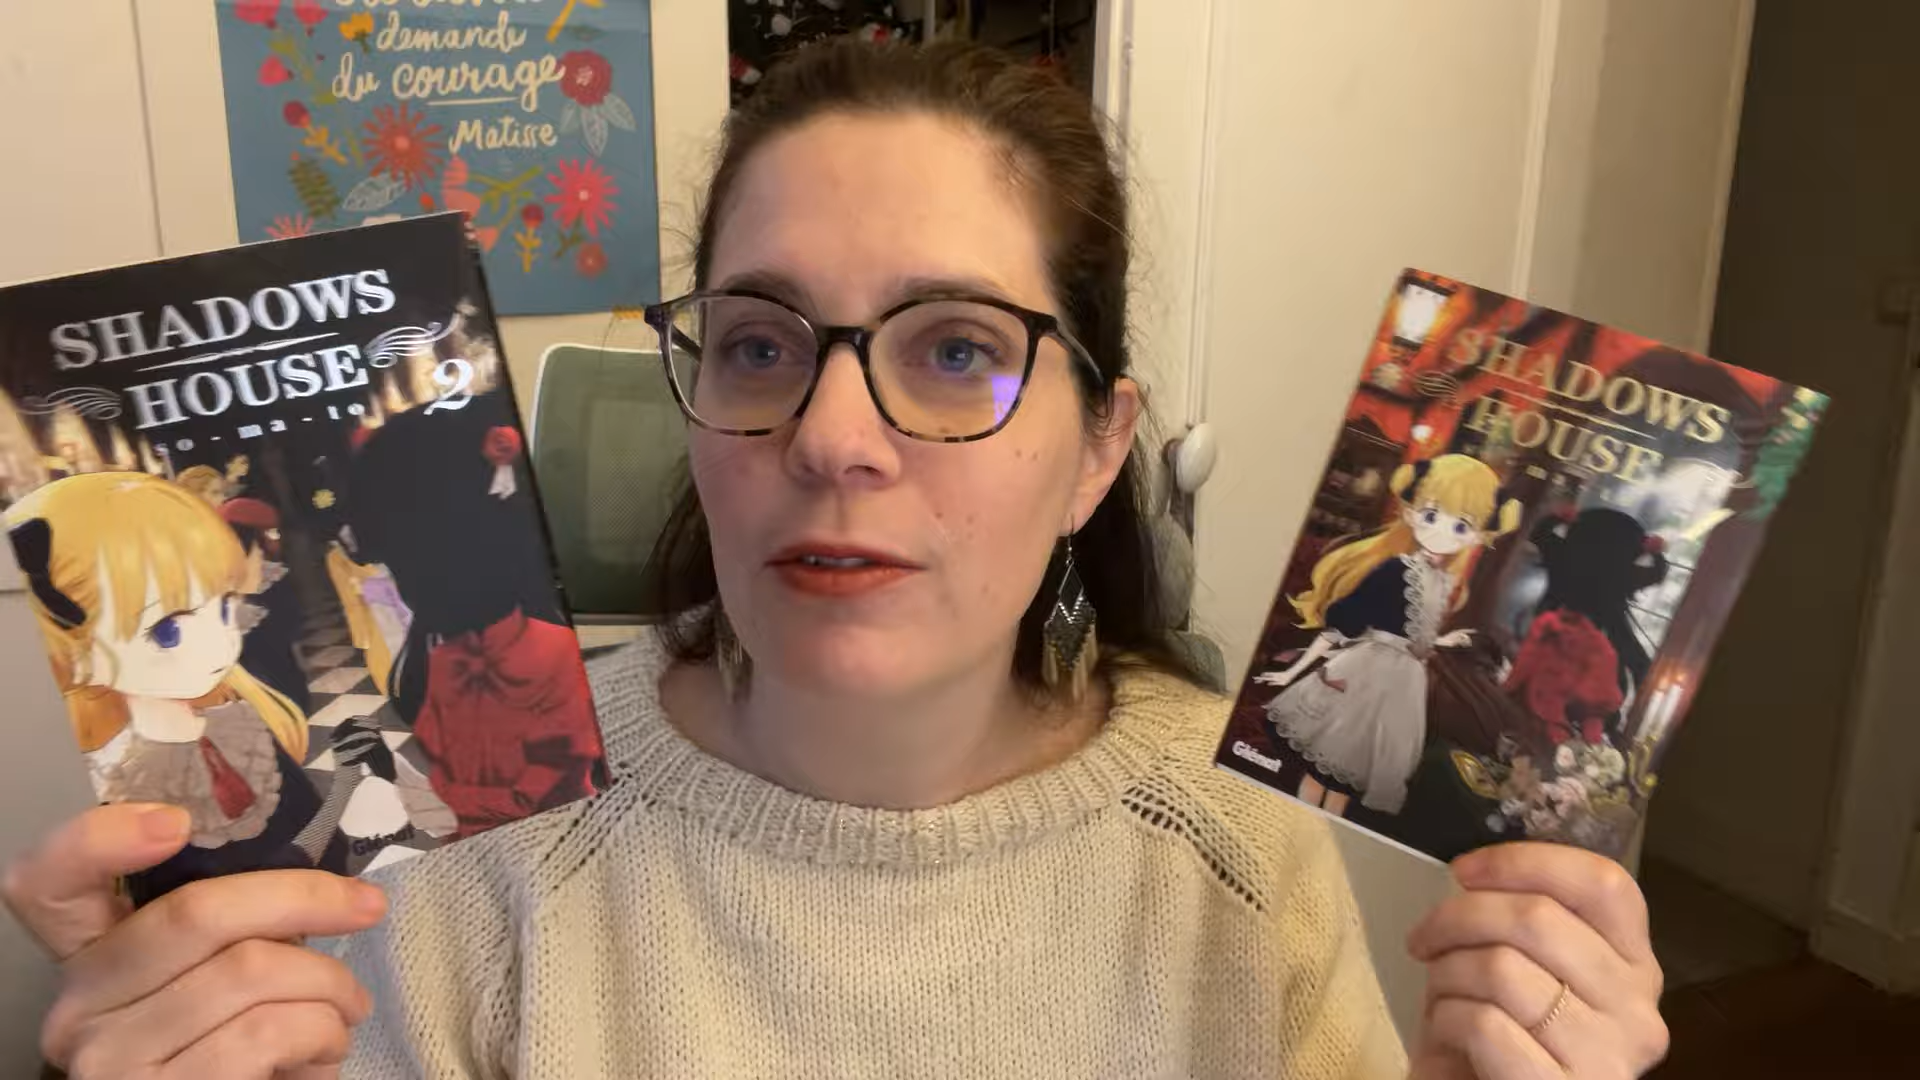 demande
du courage
Matisse
SHADOWS
HOUSE
2
so-ma-to
Glénat
SHADOWS
HOUSE
Glénat